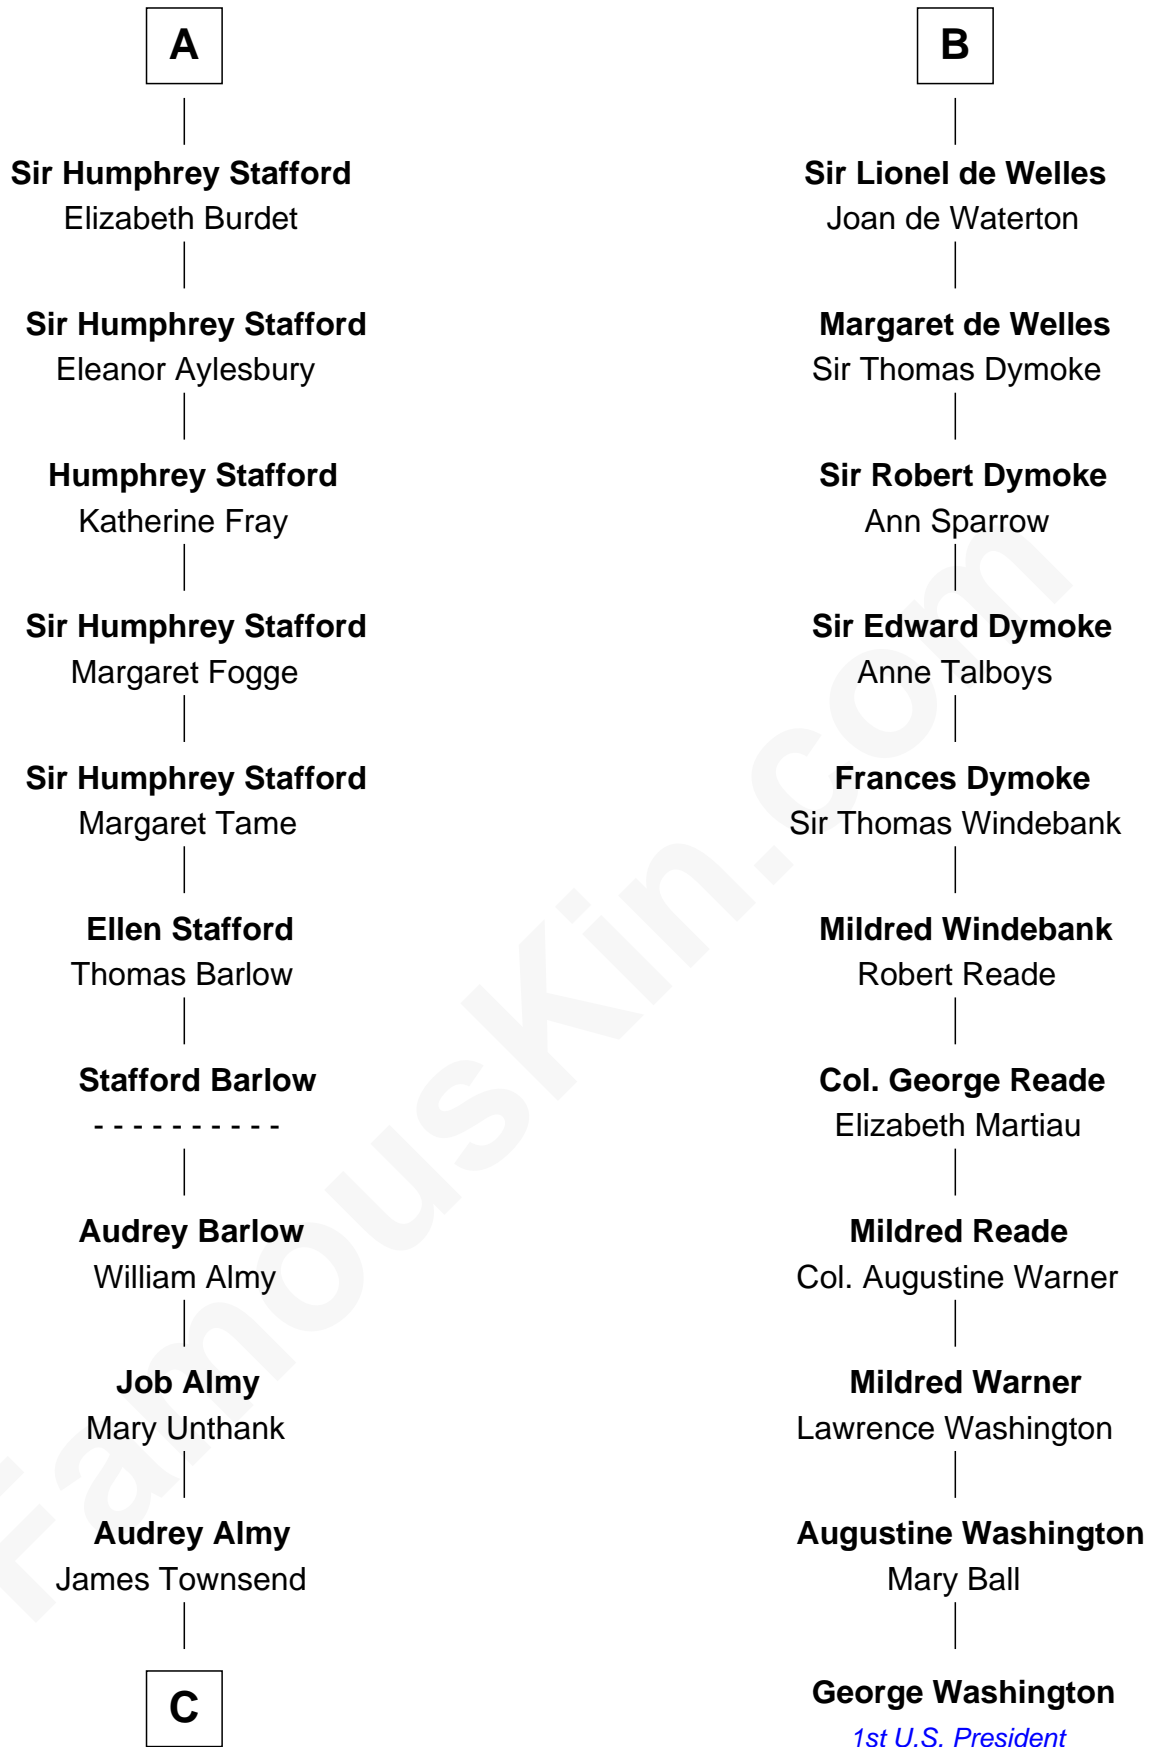 A
Sir Humphrey Stafford
Elizabeth Burdet
Sir Humphrey Stafford
Eleanor Aylesbury
Humphrey Stafford
Katherine Fray
Sir Humphrey Stafford
Margaret Fogge
Sir Humphrey Stafford
Margaret Tame
Ellen Stafford
Thomas Barlow
Stafford Barlow
- - - - - - - - - -
Audrey Barlow
William Almy
Job Almy
Mary Unthank
Audrey Almy
James Townsend
C
B
Sir Lionel de Welles
Joan de Waterton
Margaret de Welles
Sir Thomas Dymoke
Sir Robert Dymoke
Ann Sparrow
Sir Edward Dymoke
Anne Talboys
Frances Dymoke
Sir Thomas Windebank
Mildred Windebank
Robert Reade
Col. George Reade
Elizabeth Martiau
Mildred Reade
Col. Augustine Warner
Mildred Warner
Lawrence Washington
Augustine Washington
Mary Ball
George Washington
1st U.S. President
FamousKin.com